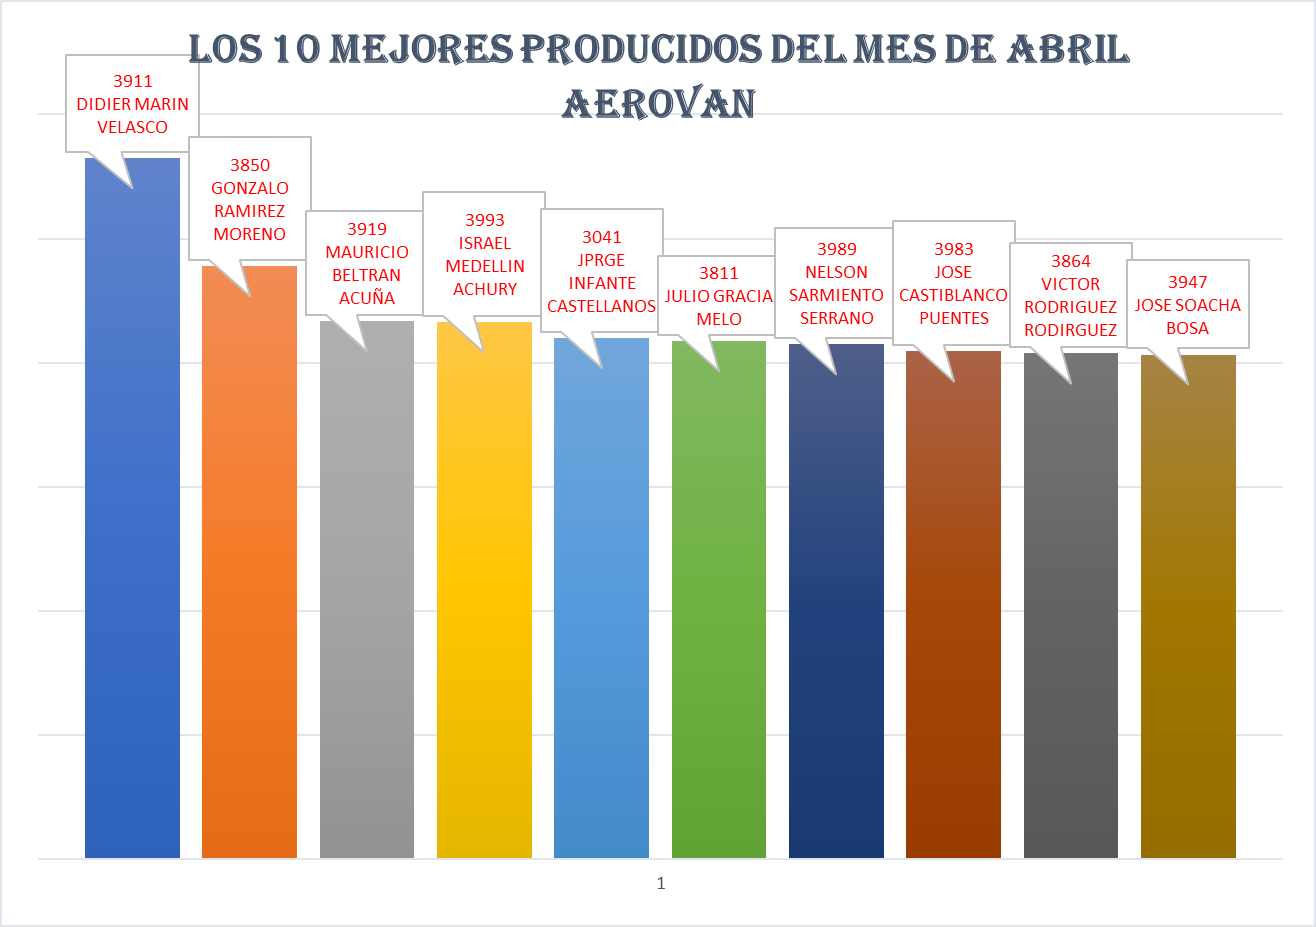 LOS 10 MEJORES PRODUCIDOS DEL MES DE ABRIL
AEROVAN
3911
DIDIER MARIN
VELASCO
3850
GONZALO
RAMIREZ
MORENO
3919
MAURICIO
BELTRAN
ACUÑA
3993
ISRAEL
MEDELLIN
ACHURY
3041
JPRGE
INFANTE
CASTELLANOS
3811
JULIO GRACIA
MELO
3989
NELSON
SARMIENTO
SERRANO
3983
JOSE
CASTIBLANCO
PUENTES
3864
VICTOR
RODRIGUEZ
RODIRGUEZ
3947
JOSE SOACHA
BOSA
1